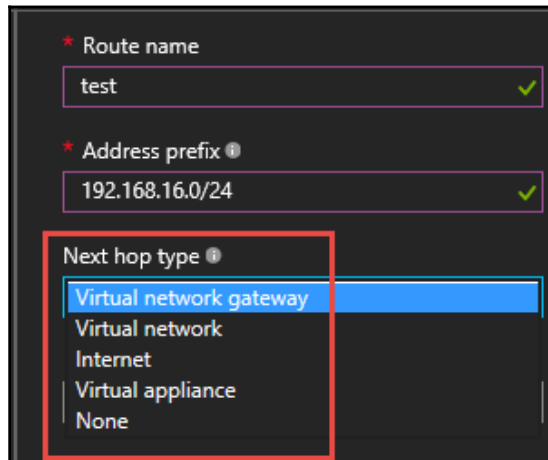 * Route name
test
* Address prefix
192.168.16.0/24
Next hop type
Virtual network gateway
Virtual network
Internet
Virtual appliance
None